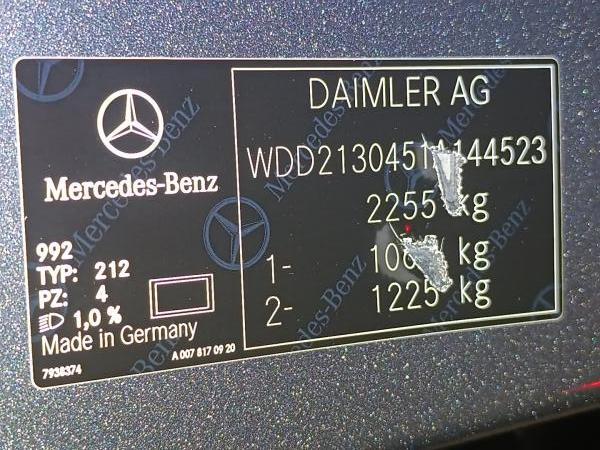 Mercedes-Benz
992
TYP: 212
PZ: 4
1,0 %
Made in Germany
A 007 817 09 20
7938374
DAIMLER AG
2255 kg
1- kg
2- 1225 kg